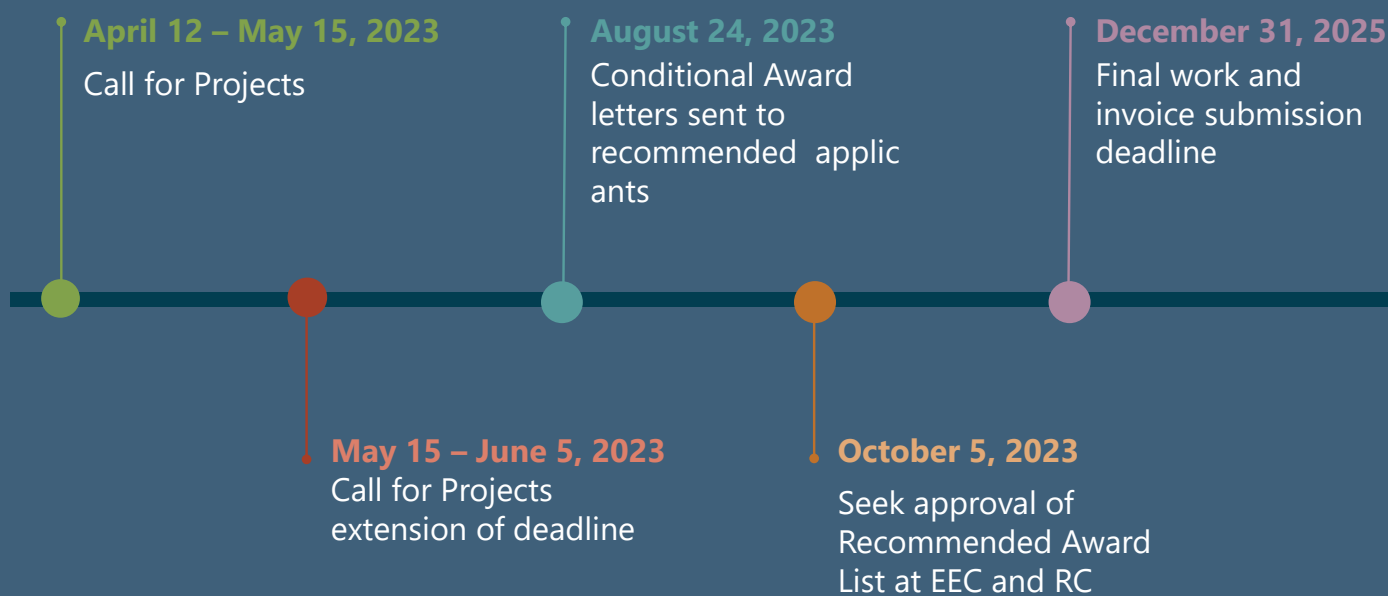 April 12 – May 15, 2023
Call for Projects
August 24, 2023
Conditional Award
letters sent to
recommended  applic
ants
December 31, 2025
Final work and
invoice submission
deadline
May 15 – June 5, 2023
Call for Projects
extension of deadline
October 5, 2023
Seek approval of
Recommended Award
List at EEC and RC